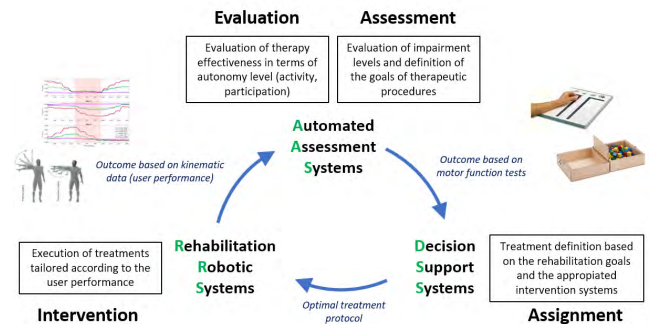 Evaluation
Assessment
Evaluation of therapy
effectiveness in terms of
autonomy level (activity,
participation)
Evaluation of impairment
levels and definition of
the goals of therapeutic
procedures
Automated
Assessment
Systems
Outcome based on kinematic
data (user performance)
Outcome based on
motor function tests
Execution of treatments
tailored according to the
user performance
Rehabilitation
Robotic
Systems
Decision
Support
Systems
Treatment definition based
on the rehabilitation goals
and the appropiated
intervention systems
Optimal treatment
protocol
Intervention
Assignment